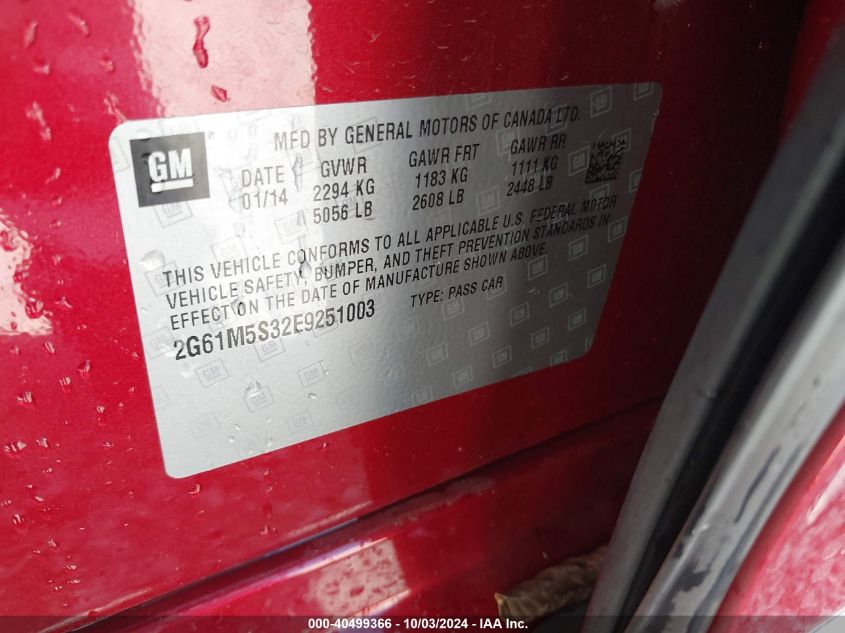 GM
MFD BY GENERAL MOTORS OF CANADA LTD.
DATE GVWR GAWR FRT GAWR RR
01/14 2294 KG 1183 KG 1111 KG
5056 LB 2608 LB 2448 LB
THIS VEHICLE CONFORMS TO ALL APPLICABLE U.S. FEDERAL MOTOR
VEHICLE SAFETY, BUMPER, AND THEFT PREVENTION STANDARDS IN
EFFECT ON THE DATE OF MANUFACTURE SHOWN ABOVE.
2G61M5S32E9251003 TYPE: PASS CAR
000-40499366 - 10/03/2024 - IAA Inc.